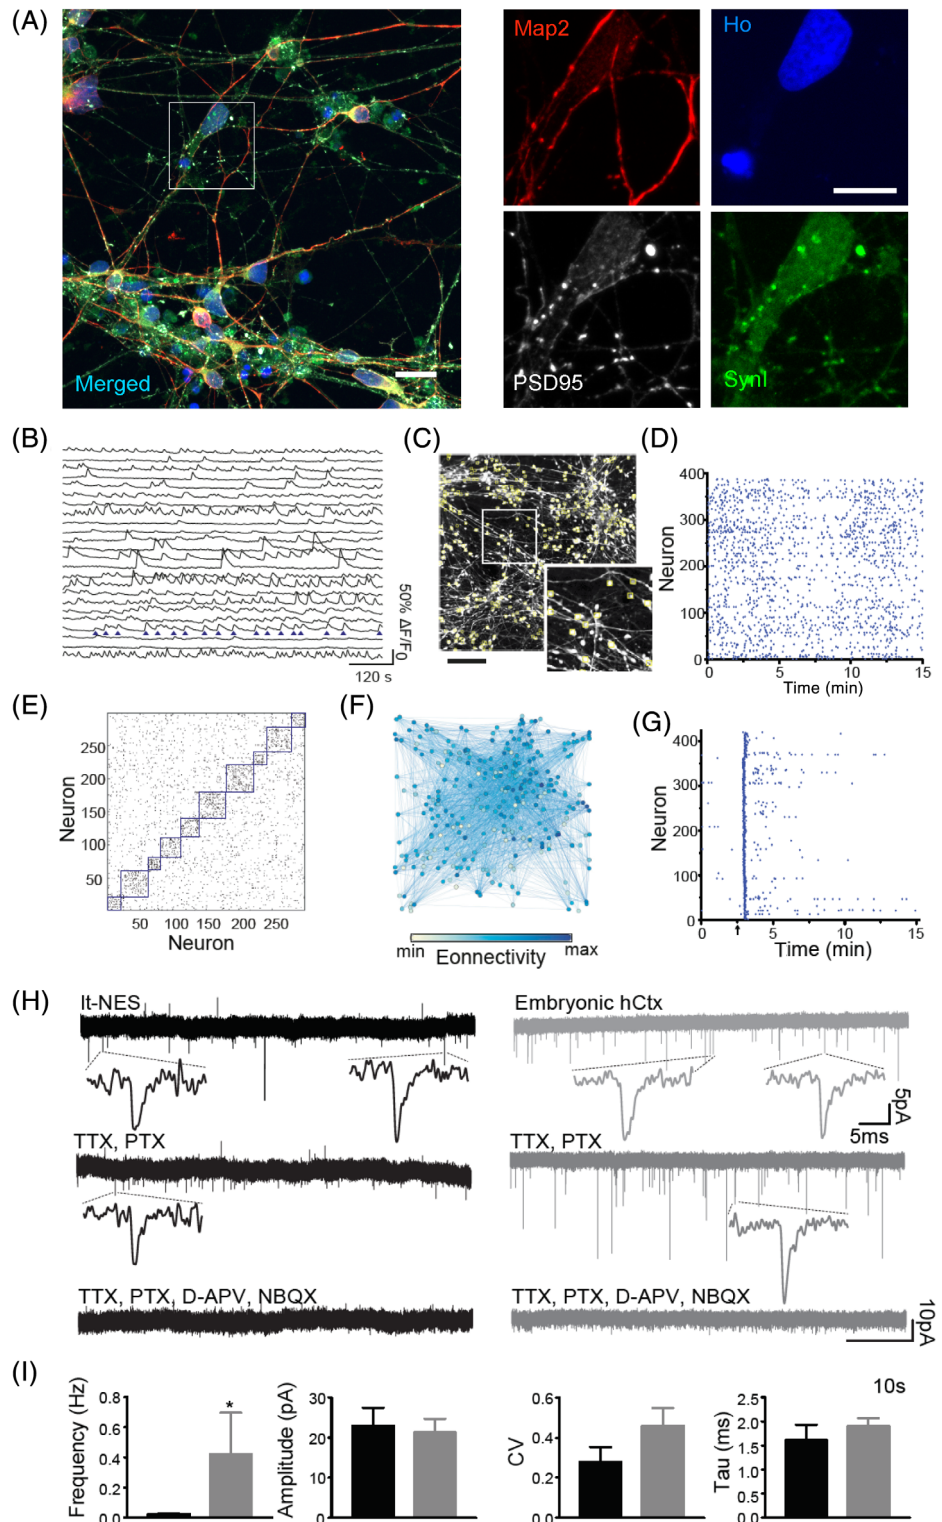 (A)
Map2
Ho
Merged
PSD95
SynI
(B)
50% ΔF/F0
120 s
(C)
(D)
Neuron
400
300
200
100
0
0
5
10
15
Time (min)
(E)
Neuron
250
200
150
100
50
50 100 150 200 250
Neuron
(F)
min
max
Eonnectivity
(G)
Neuron
400
300
200
100
0
0
5
10
15
Time (min)
(H)
lt-NES
Embryonic hCtx
5pA
5ms
TTX, PTX
TTX, PTX
TTX, PTX, D-APV, NBQX
TTX, PTX, D-APV, NBQX
10pA
10s
(I)
Frequency (Hz)
0.8
0.6
0.4
0.2
0.0
*
Amplitude (pA)
30
20
10
0
CV
0.6
0.4
0.2
0.0
Tau (ms)
2.5
2.0
1.5
1.0
0.5
0.0